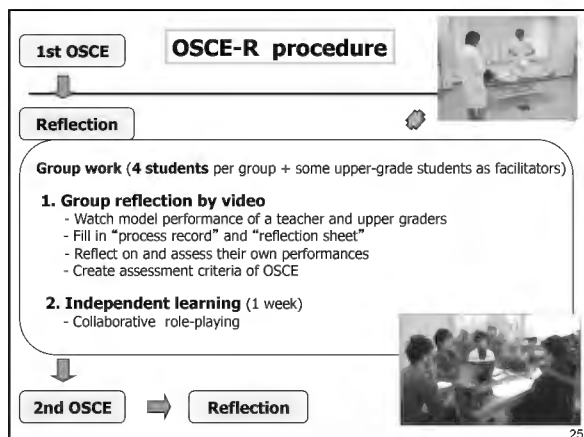 OSCE-R procedure
1st OSCE
Reflection
Group work (4 students per group + some upper-grade students as facilitators)
1. Group reflection by video
- Watch model performance of a teacher and upper graders
- Fill in “process record” and “reflection sheet”
- Reflect on and assess their own performances
- Create assessment criteria of OSCE
2. Independent learning (1 week)
- Collaborative role-playing
2nd OSCE
Reflection
25